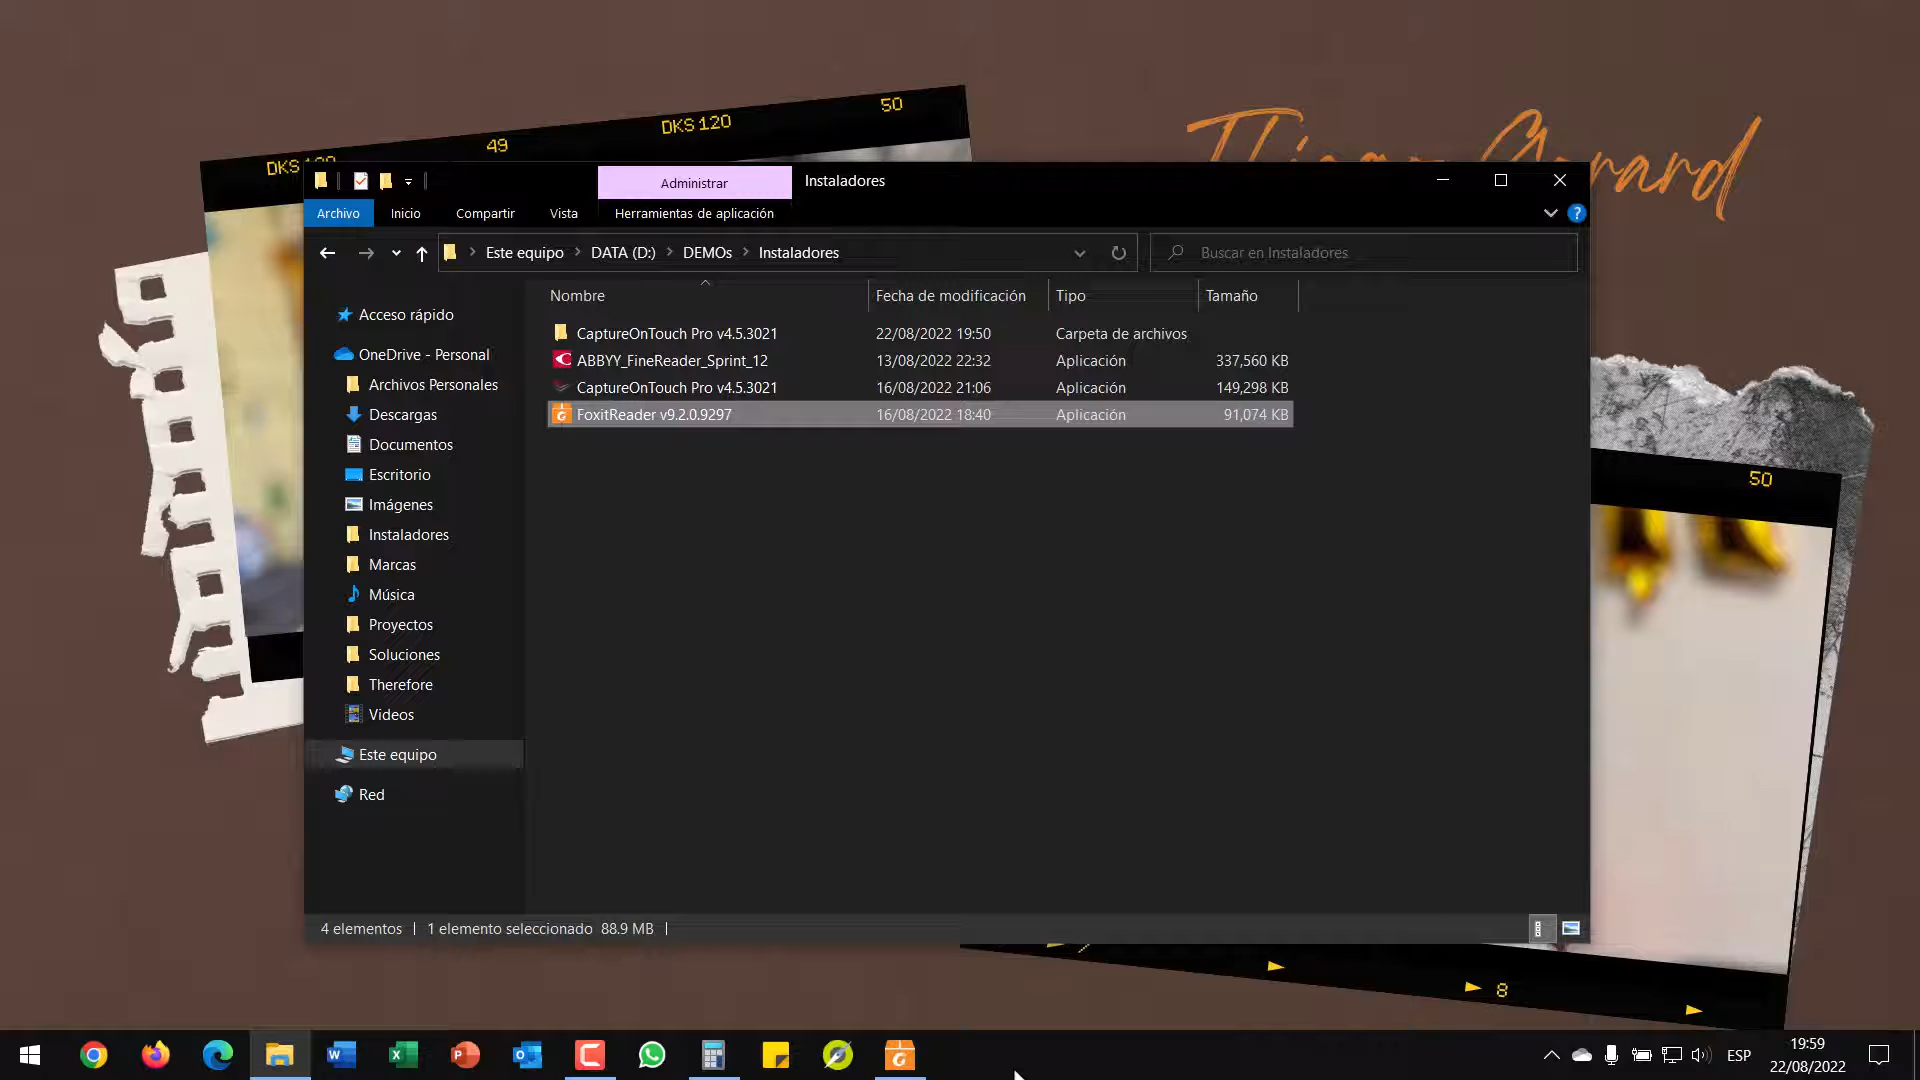 50
DKS 120
49
Administrar
Instaladores
Archivo
Inicio
Compartir
Vista
Herramientas de aplicación
Este equipo
DATA (D:)
DEMOs
Instaladores
Buscar en Instaladores
Nombre
Fecha de modificación
Tipo
Tamaño
CaptureOnTouch Pro v4.5.3021
22/08/2022 19:50
Carpeta de archivos
ABBYY_FineReader_Sprint_12
13/08/2022 22:32
Aplicación
337,560 KB
CaptureOnTouch Pro v4.5.3021
16/08/2022 21:06
Aplicación
149,298 KB
FoxitReader v9.2.0.9297
16/08/2022 18:40
Aplicación
91,074 KB
Acceso rápido
OneDrive - Personal
Archivos Personales
Descargas
Documentos
Escritorio
Imágenes
Instaladores
Marcas
Música
Proyectos
Soluciones
Therefore
Videos
Este equipo
Red
50
4 elementos
1 elemento seleccionado 88.9 MB
8
ESP
19:59
22/08/2022